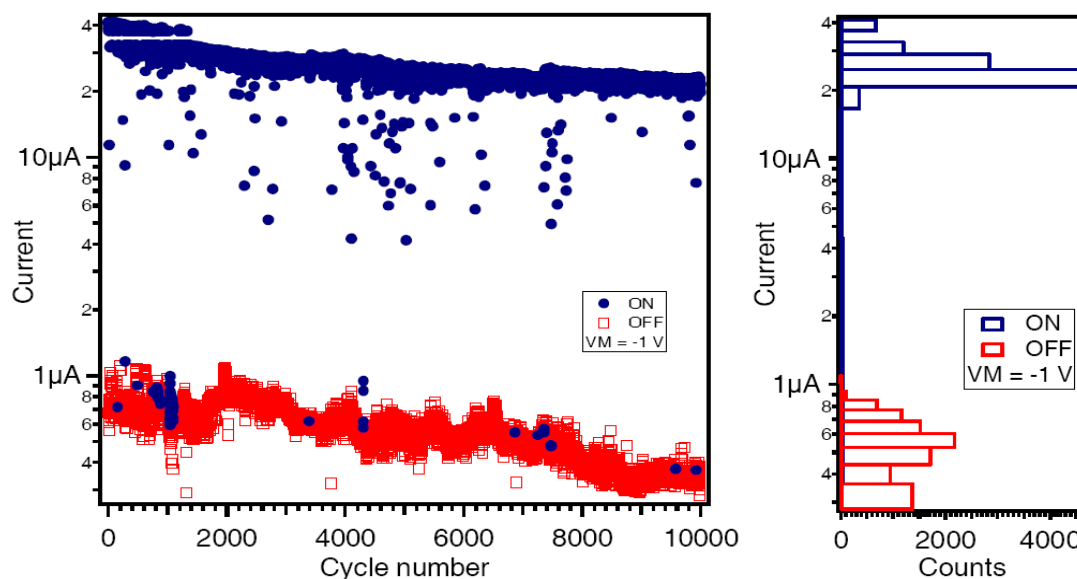 4
2
10µA
8
6
4
2
1µA
8
6
4
Current
0
2000
4000
6000
8000
10000
Cycle number
ON
OFF
VM = -1 V
4
2
10µA
8
6
4
2
1µA
8
6
4
Current
0
2000
4000
Counts
ON
OFF
VM = -1 V